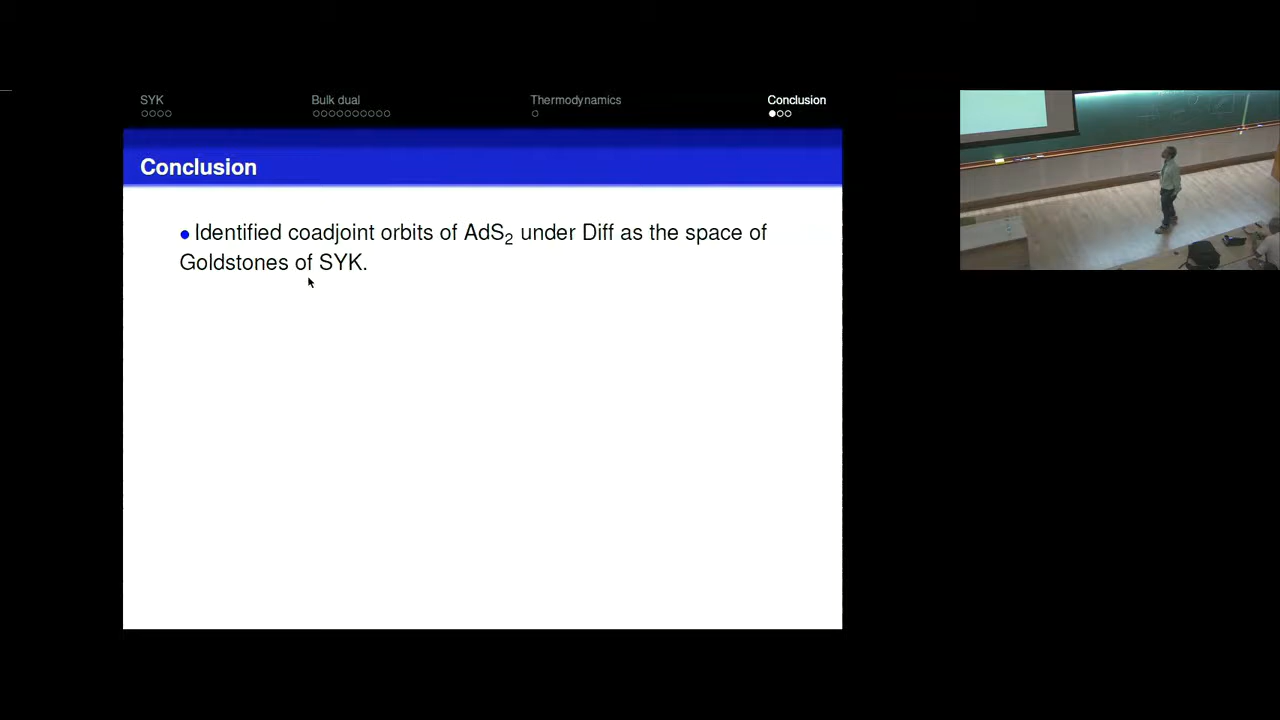 SYK
Bulk dual
Thermodynamics
Conclusion
Conclusion
• Identified coadjoint orbits of AdS₂ under Diff as the space of
Goldstones of SYK.